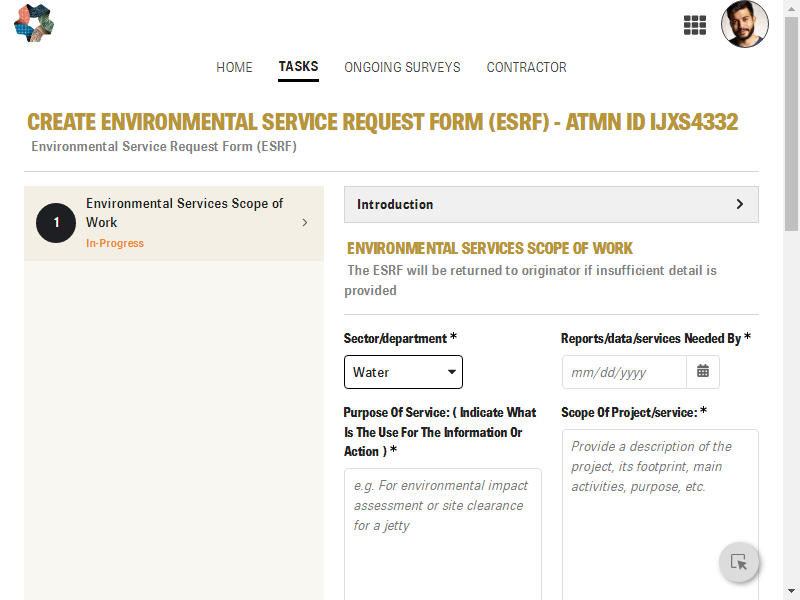 HOME
TASKS
ONGOING SURVEYS
CONTRACTOR
CREATE ENVIRONMENTAL SERVICE REQUEST FORM (ESRF) - ATMN ID IJXS4332
Environmental Service Request Form (ESRF)
1
Environmental Services Scope of
Work
In-Progress
Introduction
ENVIRONMENTAL SERVICES SCOPE OF WORK
The ESRF will be returned to originator if insufficient detail is
provided
Sector/department *
Water
Reports/data/services Needed By *
mm/dd/yyyy
Purpose Of Service: ( Indicate What
Is The Use For The Information Or
Action ) *
e.g. For environmental impact
assessment or site clearance
for a jetty
Scope Of Project/service: *
Provide a description of the
project, its footprint, main
activities, purpose, etc.